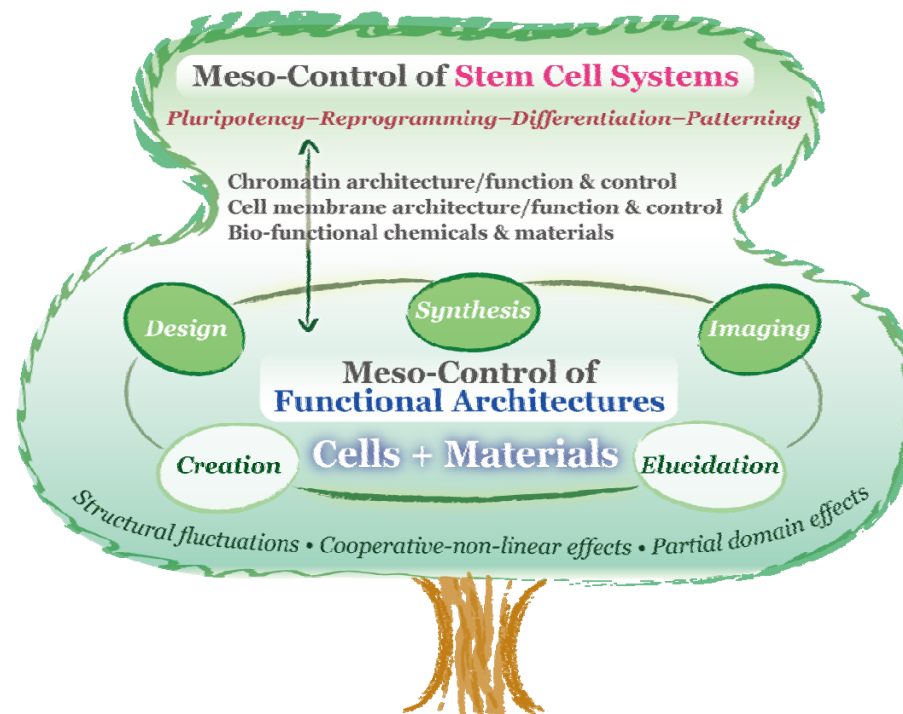 Meso-Control of Stem Cell Systems
Pluripotency–Reprogramming–Differentiation–Patterning
Chromatin architecture/function & control
Cell membrane architecture/function & control
Bio-functional chemicals & materials
Design
Synthesis
Imaging
Meso-Control of
Functional Architectures
Cells + Materials
Creation
Elucidation
Structural fluctuations • Cooperative-non-linear effects • Partial domain effects